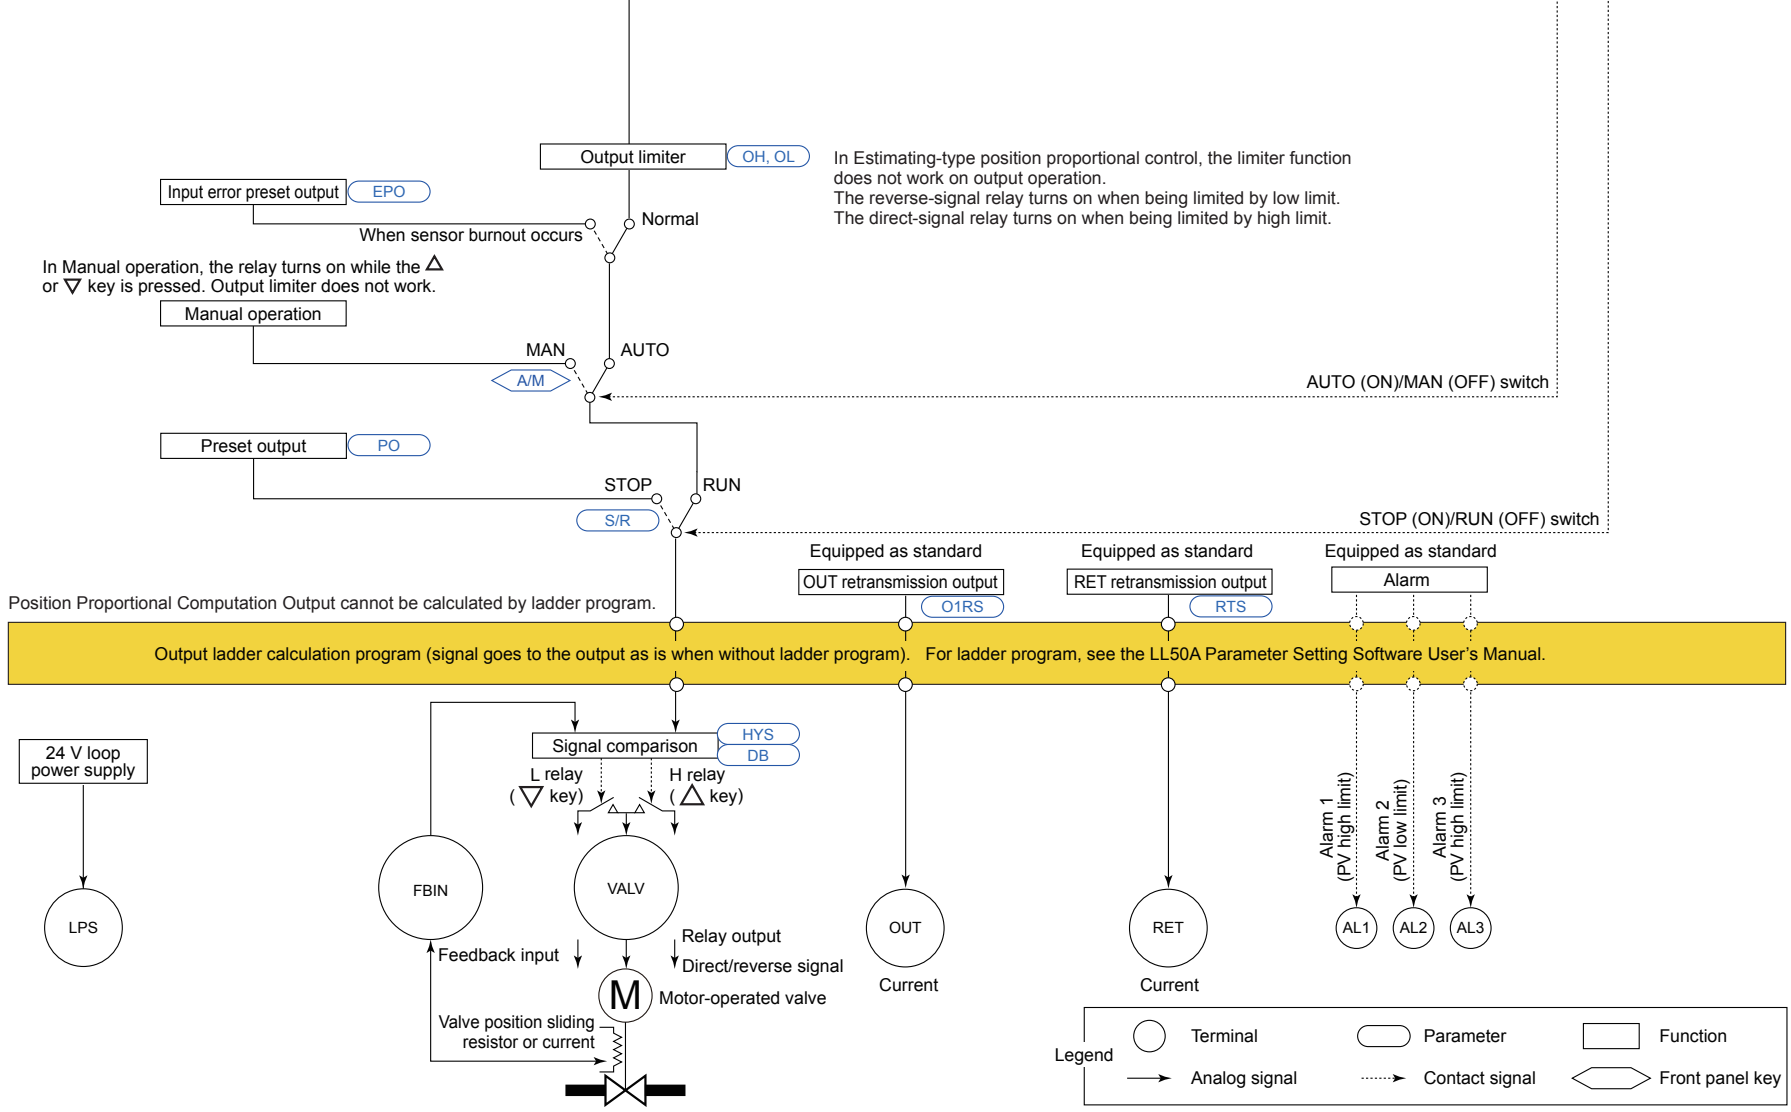 Output limiter
OH, OL
In Estimating-type position proportional control, the limiter function
does not work on output operation.
The reverse-signal relay turns on when being limited by low limit.
The direct-signal relay turns on when being limited by high limit.
Input error preset output
EPO
Normal
When sensor burnout occurs
In Manual operation, the relay turns on while the △
or ▽ key is pressed. Output limiter does not work.
Manual operation
MAN
AUTO
A/M
AUTO (ON)/MAN (OFF) switch
Preset output
PO
STOP
RUN
S/R
STOP (ON)/RUN (OFF) switch
Equipped as standard
Equipped as standard
Equipped as standard
OUT retransmission output
RET retransmission output
Alarm
O1RS
RTS
Position Proportional Computation Output cannot be calculated by ladder program.
Output ladder calculation program (signal goes to the output as is when without ladder program). For ladder program, see the LL50A Parameter Setting Software User's Manual.
24 V loop
power supply
Signal comparison
HYS
DB
L relay
(▽ key)
H relay
(△ key)
Alarm 1
(PV high limit)
Alarm 2
(PV low limit)
Alarm 3
(PV high limit)
LPS
FBIN
VALV
OUT
RET
AL1
AL2
AL3
Feedback input
Relay output
Direct/reverse signal
Current
Current
M
Motor-operated valve
Valve position sliding
resistor or current
Legend
Terminal
Parameter
Function
Analog signal
Contact signal
Front panel key